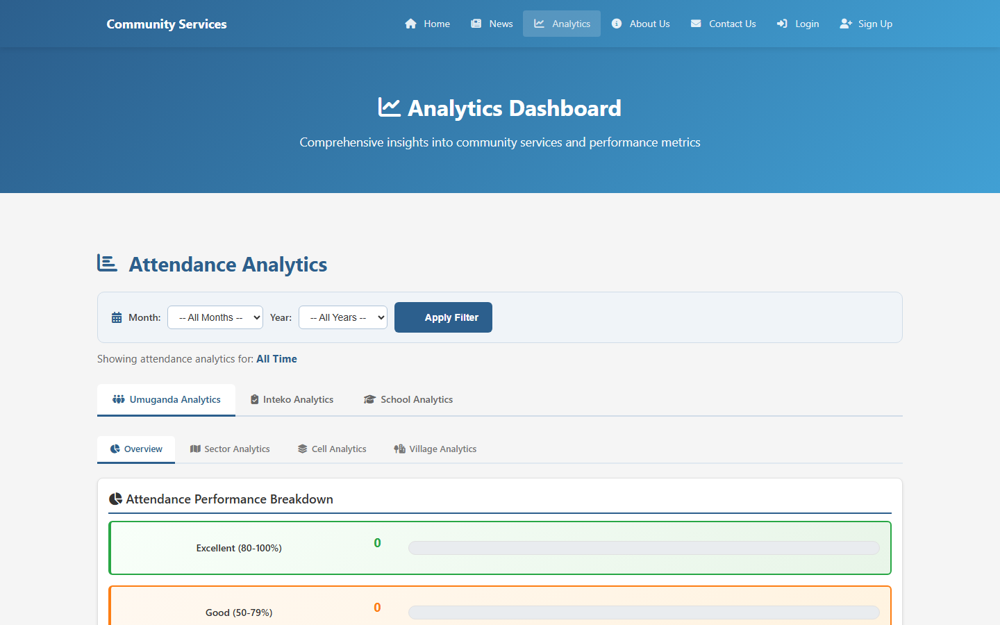 Community Services
Home
News
Analytics
About Us
Contact Us
Login
Sign Up
Analytics Dashboard
Comprehensive insights into community services and performance metrics
Attendance Analytics
Month:
-- All Months --
Year:
-- All Years --
Apply Filter
Showing attendance analytics for: All Time
Umuganda Analytics
Inteko Analytics
School Analytics
Overview
Sector Analytics
Cell Analytics
Village Analytics
Attendance Performance Breakdown
Excellent (80-100%)
0
Good (50-79%)
0